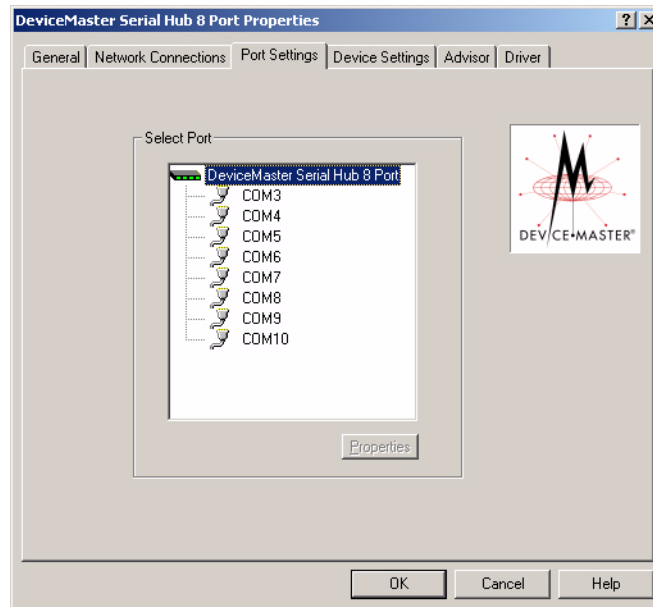 DeviceMaster Serial Hub 8 Port Properties
General Network Connections Port Settings Device Settings Advisor Driver
Select Port
DeviceMaster Serial Hub 8 Port
COM3
COM4
COM5
COM6
COM7
COM8
COM9
COM10
DEVICE•MASTER®
Properties
OK Cancel Help